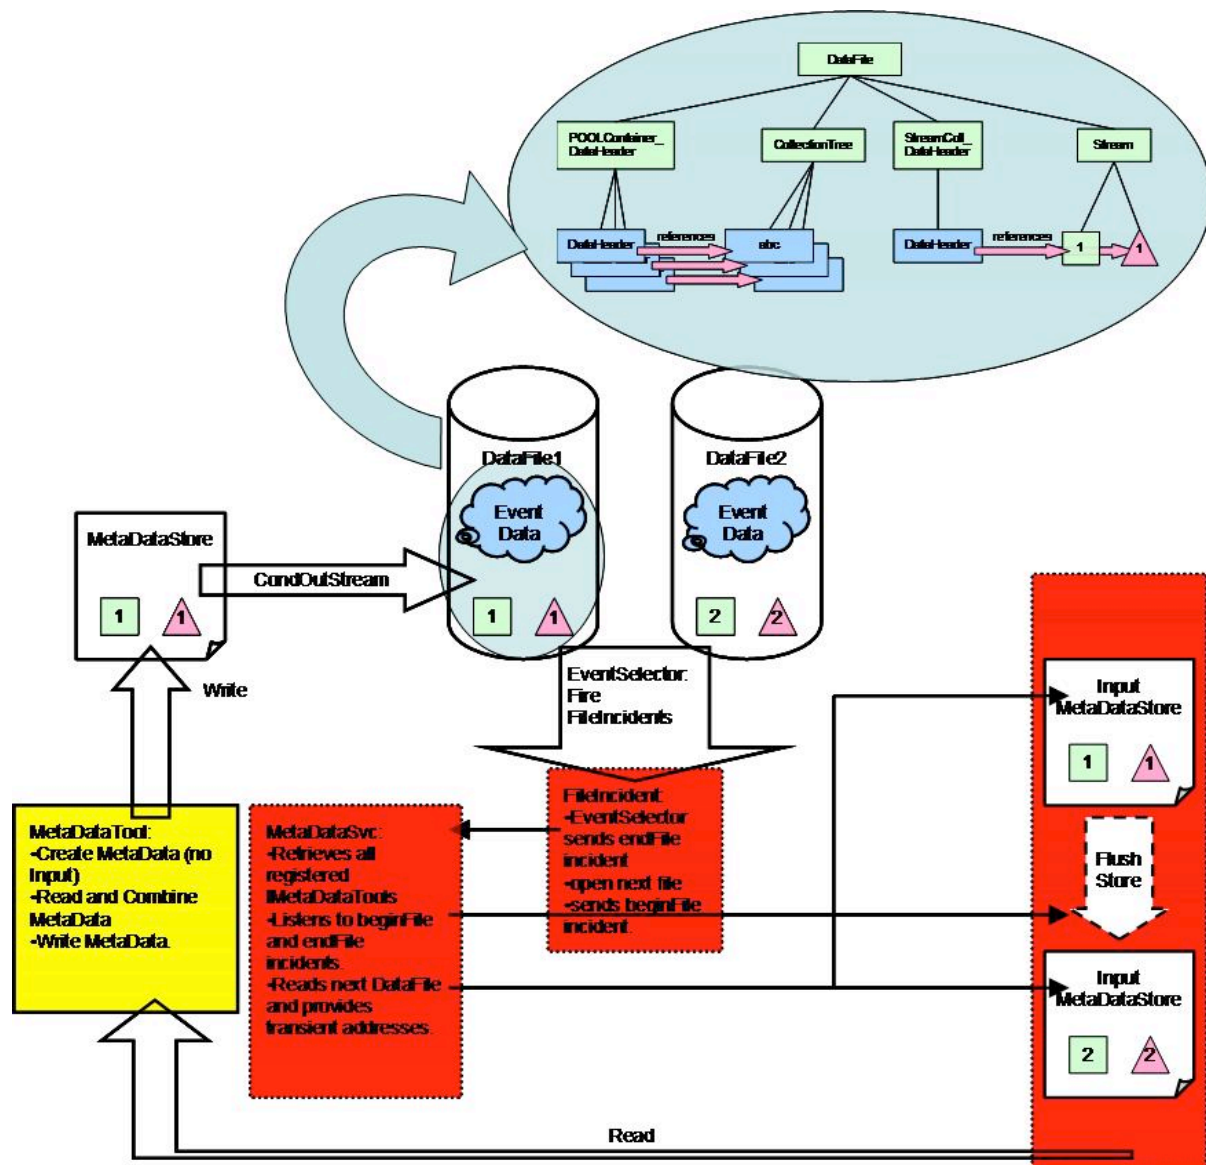 DataFile
POOLContainer_
DataHeader
CollectionTree
StreamColl_
DataHeader
Stream
DataHeader
references
abc
DataHeader
references
1
1
DataFile1
DataFile2
Event
Data
Event
Data
MetaDataStore
CondOutStream
1
1
1
1
2
2
Write
EventSelector:
Fire
FileIncidents
Input
MetaDataStore
1
1
Flush
Store
Input
MetaDataStore
2
2
MetaDataTool:
-Create MetaData (no
Input)
-Read and Combine
MetaData
-Write MetaData.
MetaDataSvc:
-Retrieves all
registered
IMetaDataTools
-Listens to beginFile
and endFile
incidents.
-Reads next DataFile
and provides
transient addresses.
FileIncident:
-EventSelector
sends endFile
incident
-open next file
-sends beginFile
incident.
Read